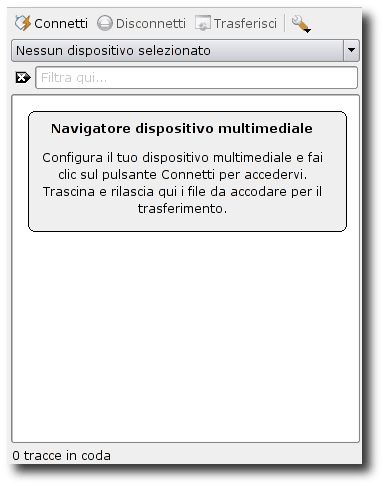 Connetti Disconnetti Trasferisci
Nessun dispositivo selezionato
Filtra qui...
Navigatore dispositivo multimediale
Configura il tuo dispositivo multimediale e fai
clic sul pulsante Connetti per accedervi.
Trascina e rilascia qui i file da accodare per il
trasferimento.
0 tracce in coda